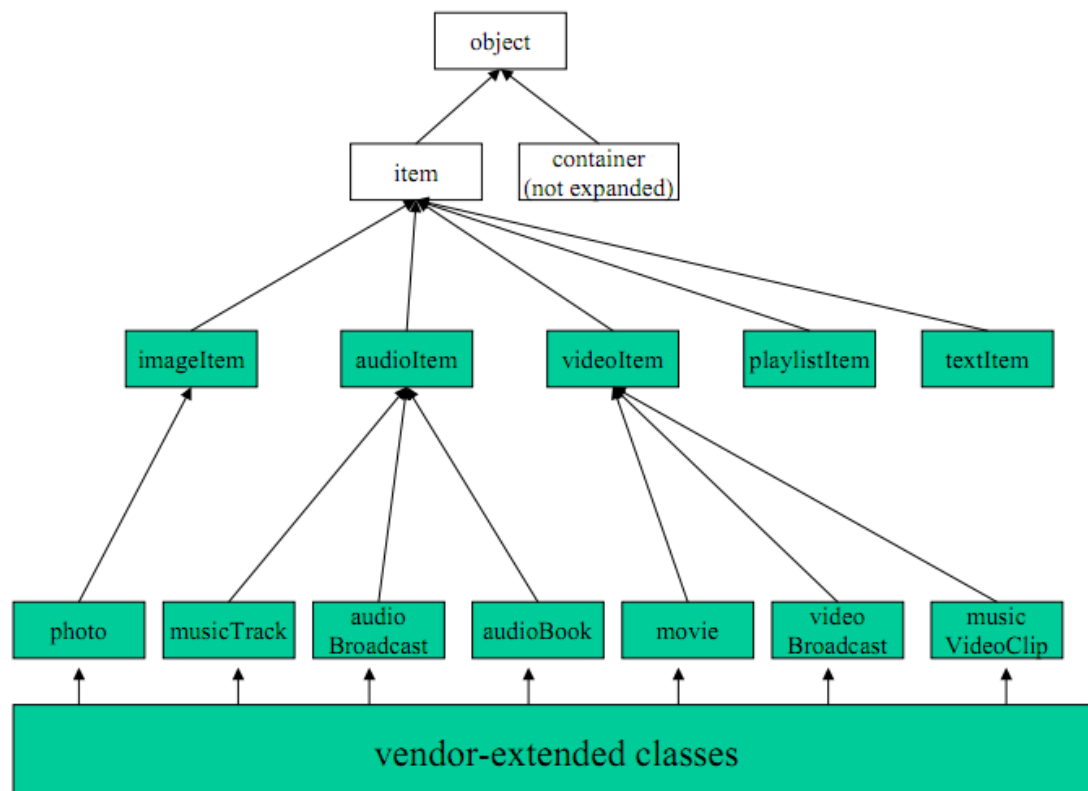 object
item
container
(not expanded)
imageItem
audioItem
videoItem
playlistItem
textItem
photo
musicTrack
audio
Broadcast
audioBook
movie
video
Broadcast
music
VideoClip
vendor-extended classes